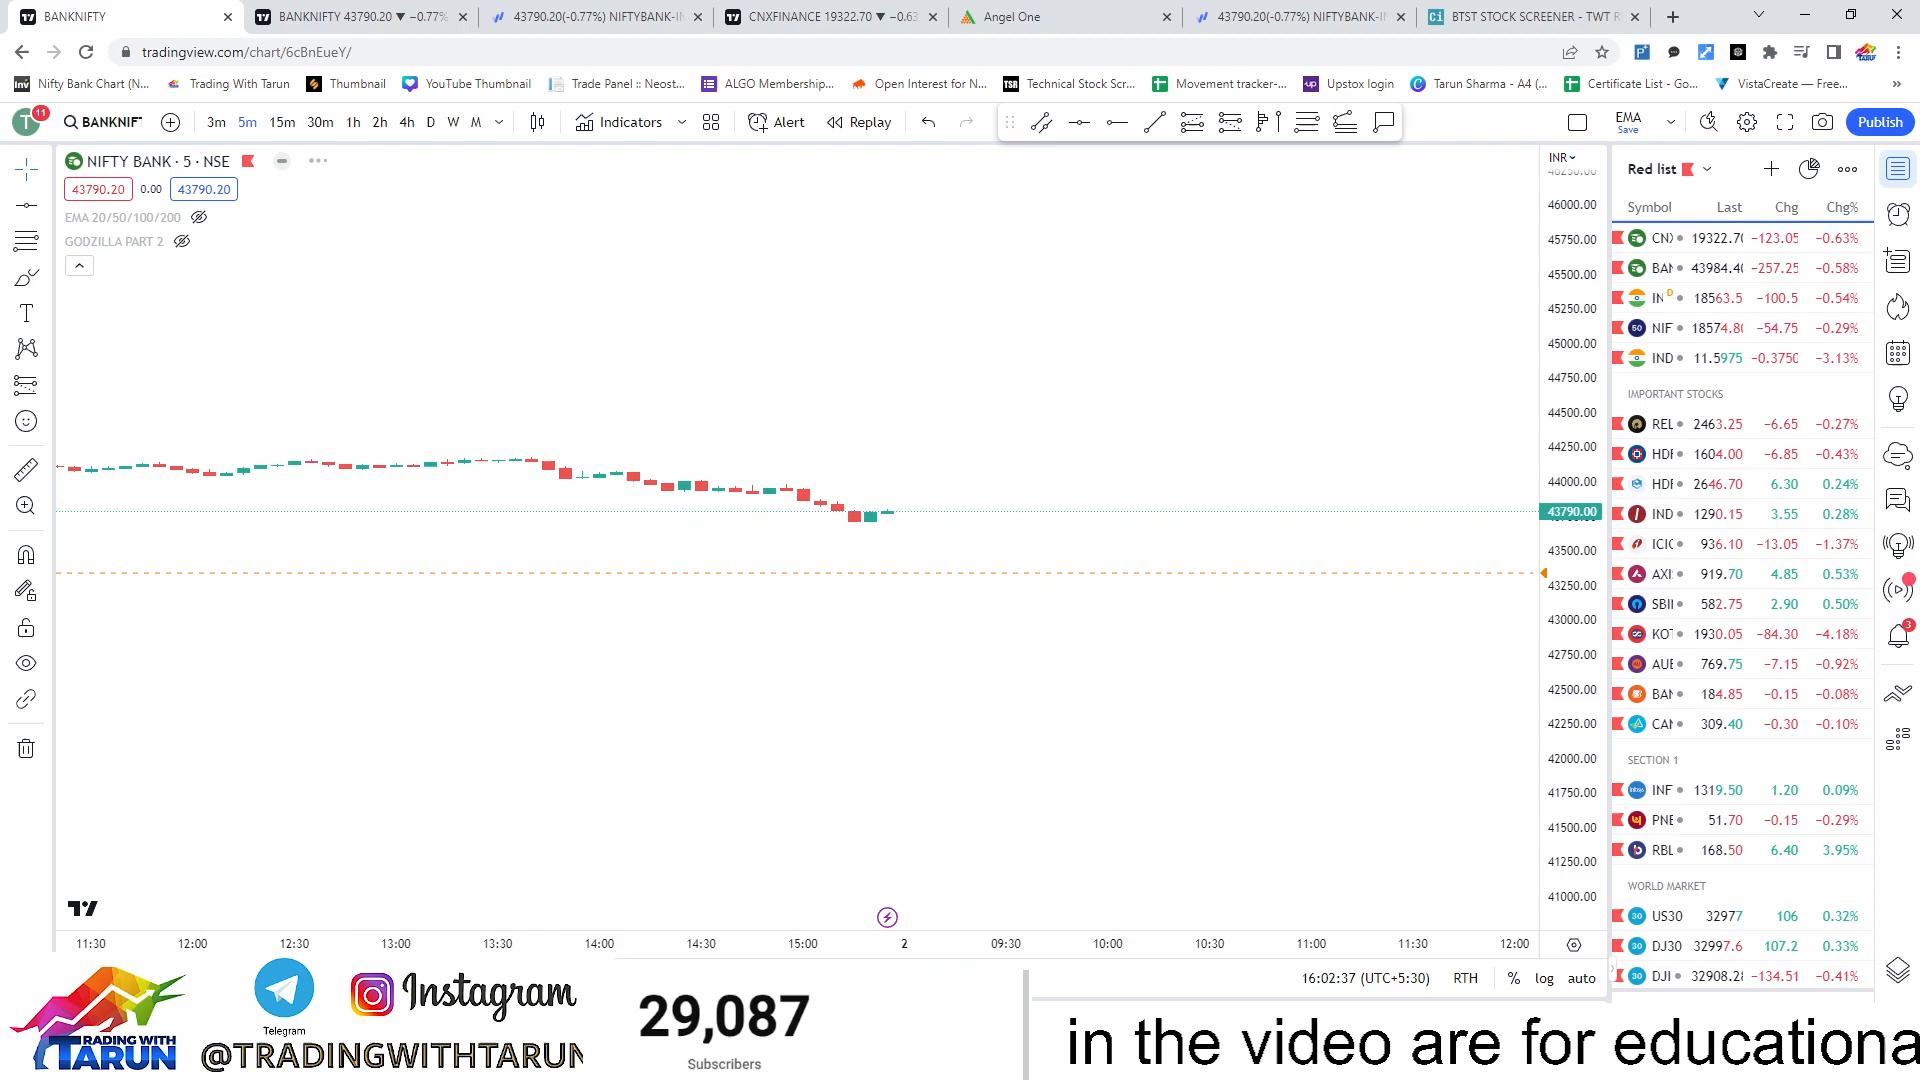 BANKNIFTY
BANKNIFTY 43790.20 ▼ −0.77%
43790.20(-0.77%) NIFTYBANK-IN
CNXFINANCE 19322.70 ▼ −0.63
Angel One
43790.20(-0.77%) NIFTYBANK-IN
BTST STOCK SCREENER - TWT R
tradingview.com/chart/6cBnEueY/
Nifty Bank Chart (N...
Trading With Tarun
Thumbnail
YouTube Thumbnail
Trade Panel :: Neost...
ALGO Membership...
Open Interest for N...
Technical Stock Scr...
Movement tracker-...
Upstox login
Tarun Sharma - A4 (...
Certificate List - Go...
VistaCreate — Free...
T 11
BANKNIF
3m 5m 15m 30m 1h 2h 4h D W M
Indicators
Alert
Replay
EMA
Save
Publish
NIFTY BANK · 5 · NSE
43790.20 0.00 43790.20
EMA 20/50/100/200
GODZILLA PART 2
INR
46250.00
46000.00
45750.00
45500.00
45250.00
45000.00
44750.00
44500.00
44250.00
44000.00
43790.00
43500.00
43250.00
43000.00
42750.00
42500.00
42250.00
42000.00
41750.00
41500.00
41250.00
41000.00
11:30 12:00 12:30 13:00 13:30 14:00 14:30 15:00 2 09:30 10:00 10:30 11:00 11:30 12:00
16:02:37 (UTC+5:30) RTH % log auto
Red list
Symbol Last Chg Chg%
CNX 19322.70 −123.05 −0.63%
BAN 43984.40 −257.25 −0.58%
IN D 18563.5 −100.5 −0.54%
50 NIF 18574.80 −54.75 −0.29%
IND 11.5975 −0.3750 −3.13%
IMPORTANT STOCKS
REL 2463.25 −6.65 −0.27%
HDF 1604.00 −6.85 −0.43%
HDF 2646.70 6.30 0.24%
IND 1290.15 3.55 0.28%
ICIC 936.10 −13.05 −1.37%
AXI 919.70 4.85 0.53%
SBII 582.75 2.90 0.50%
KOT 1930.05 −84.30 −4.18%
AUE 769.75 −7.15 −0.92%
BAN 184.85 −0.15 −0.08%
CAN 309.40 −0.30 −0.10%
SECTION 1
INF 1319.50 1.20 0.09%
PNE 51.70 −0.15 −0.29%
RBL 168.50 6.40 3.95%
WORLD MARKET
30 US30 32977 106 0.32%
30 DJ30 32997.6 107.2 0.33%
30 DJI 32908.28 −134.51 −0.41%
3
TRADING WITH
TARUN
Telegram
Instagram
@TRADINGWITHTARUN
29,087
Subscribers
in the video are for educationa